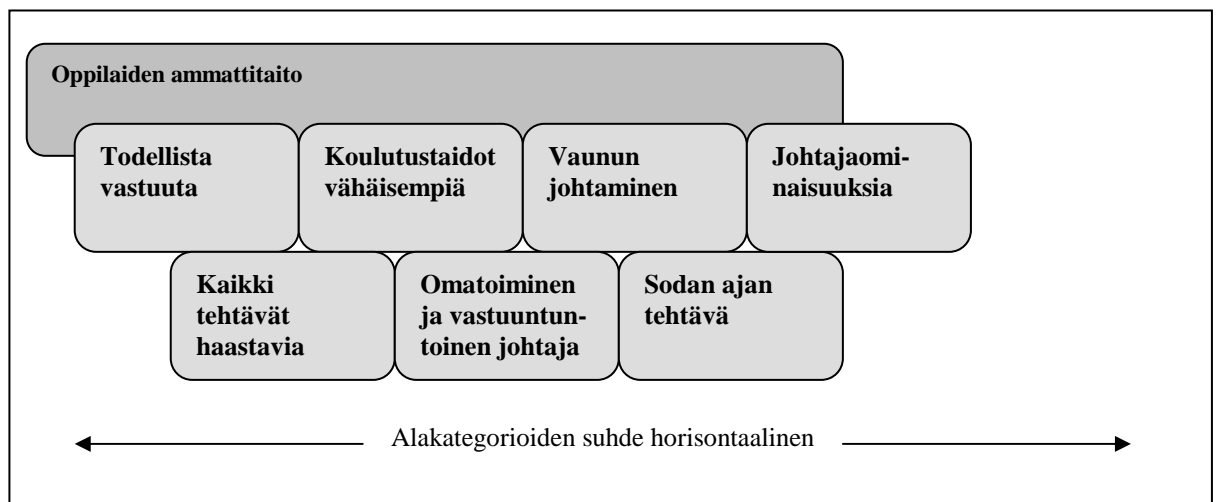 Oppilaiden ammattitaito
Todellista
vastuuta
Koulutustaidot
vähäisempiä
Vaunun
johtaminen
Johtajaomi-
naisuuksia
Kaikki
tehtävät
haastavia
Omatoiminen
ja vastuuntun-
toinen johtaja
Sodan ajan
tehtävä
Alakategorioiden suhde horisontaalinen